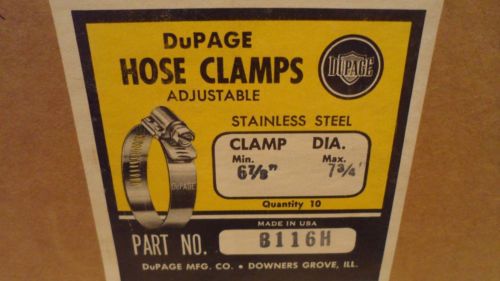 DuPAGE
HOSE CLAMPS
ADJUSTABLE
DUPAGE
STAINLESS STEEL
CLAMP DIA.
Min. Max.
6 7/8" 7 3/4"
DuPAGE
Quantity 10
MADE IN USA
PART NO. B116H
DuPAGE MFG. CO. • DOWNERS GROVE, ILL.